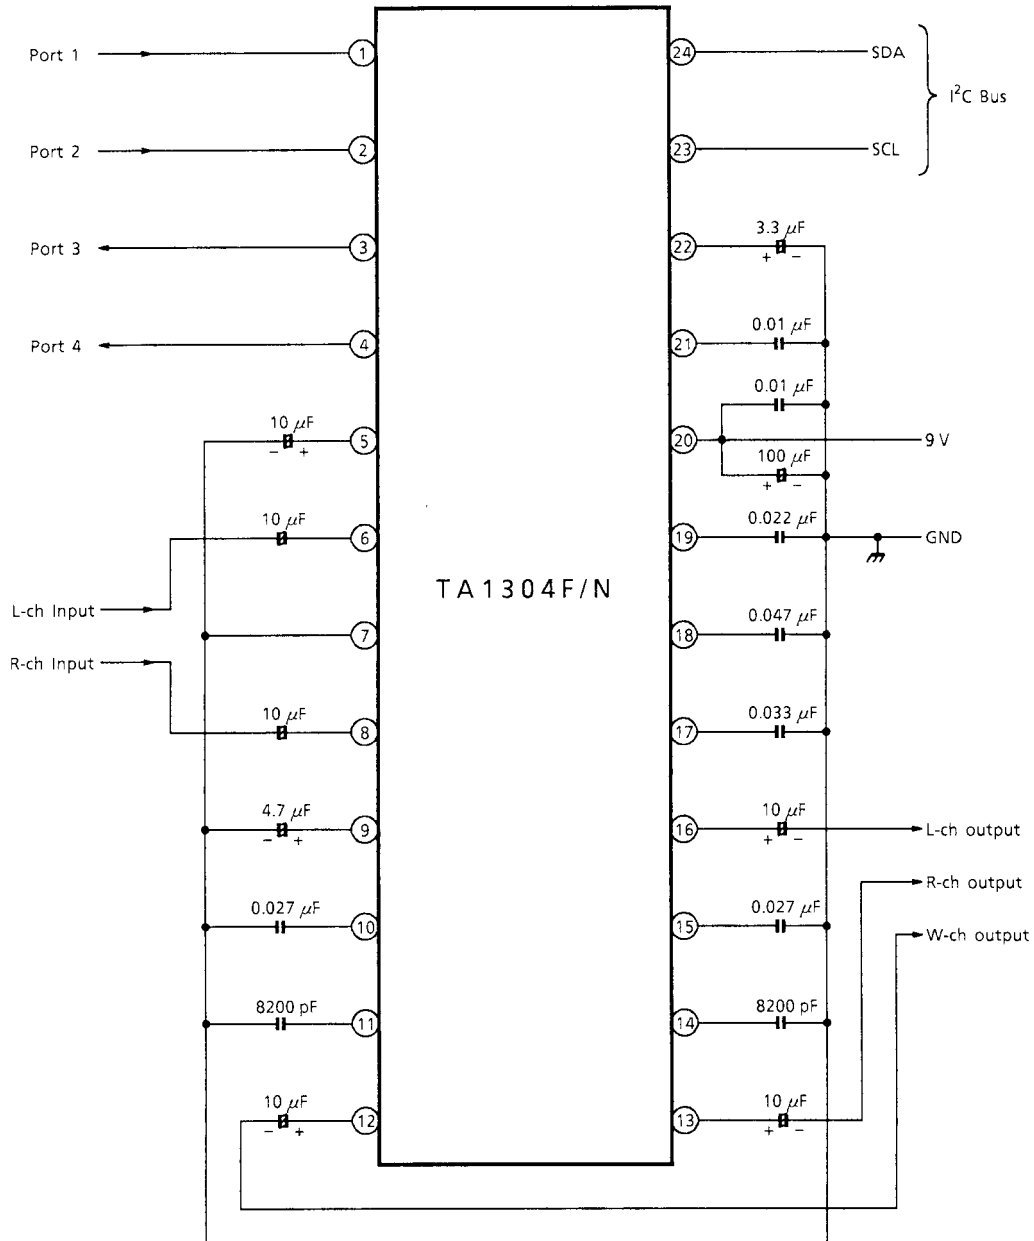 Port 1
1
24
SDA
I²C Bus
Port 2
2
23
SCL
Port 3
3
22
3.3 μF
+ -
Port 4
4
21
0.01 μF
0.01 μF
10 μF
- +
5
20
9 V
100 μF
+ -
10 μF
6
19
0.022 μF
GND
TA1304F/N
L-ch Input
7
18
0.047 μF
R-ch Input
10 μF
8
17
0.033 μF
4.7 μF
- +
9
16
10 μF
+ -
L-ch output
R-ch output
0.027 μF
10
15
0.027 μF
W-ch output
8200 pF
11
14
8200 pF
10 μF
- +
12
13
10 μF
+ -